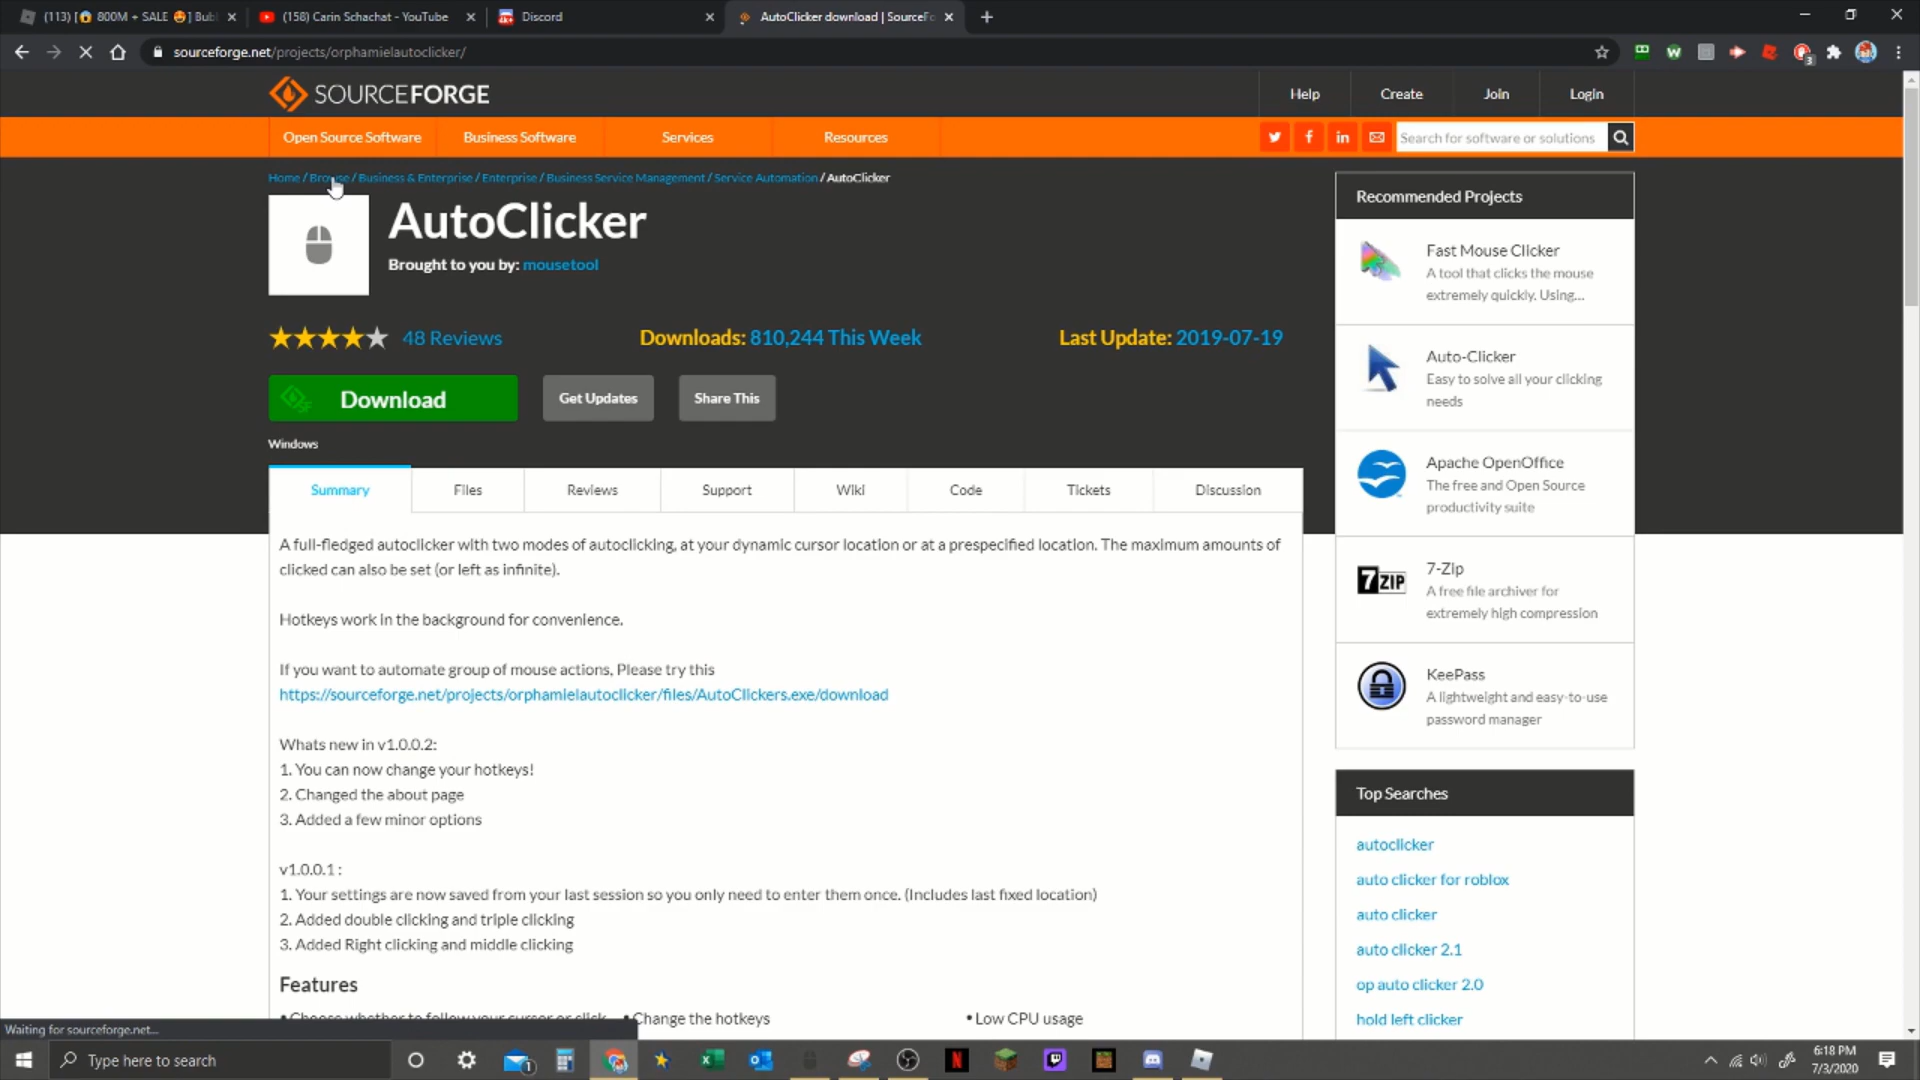 (113) [😱 800M + SALE 🤩] Bubl
(158) Carin Schachat - YouTube
Discord
AutoClicker download | SourceFo
sourceforge.net/projects/orphamielautoclicker/
3
SOURCEFORGE
Help
Create
Join
Login
Open Source Software
Business Software
Services
Resources
Search for software or solutions
Home / Browse / Business & Enterprise / Enterprise / Business Service Management / Service Automation / AutoClicker
AutoClicker
Brought to you by: mousetool
48 Reviews
Downloads: 810,244 This Week
Last Update: 2019-07-19
Download
Get Updates
Share This
Windows
Summary
Files
Reviews
Support
Wiki
Code
Tickets
Discussion
A full-fledged autoclicker with two modes of autoclicking, at your dynamic cursor location or at a prespecified location. The maximum amounts of
clicked can also be set (or left as infinite).
Hotkeys work in the background for convenience.
If you want to automate group of mouse actions, Please try this
https://sourceforge.net/projects/orphamielautoclicker/files/AutoClickers.exe/download
Whats new in v1.0.0.2:
1. You can now change your hotkeys!
2. Changed the about page
3. Added a few minor options
v1.0.0.1 :
1. Your settings are now saved from your last session so you only need to enter them once. (Includes last fixed location)
2. Added double clicking and triple clicking
3. Added Right clicking and middle clicking
Features
•Choose whether to follow your cursor or click
•Change the hotkeys
•Low CPU usage
Recommended Projects
Fast Mouse Clicker
A tool that clicks the mouse
extremely quickly. Using...
Auto-Clicker
Easy to solve all your clicking
needs
Apache OpenOffice
The free and Open Source
productivity suite
7ZIP
7-Zip
A free file archiver for
extremely high compression
KeePass
A lightweight and easy-to-use
password manager
Top Searches
autoclicker
auto clicker for roblox
auto clicker
auto clicker 2.1
op auto clicker 2.0
hold left clicker
Waiting for sourceforge.net...
Type here to search
1
6:18 PM
7/3/2020